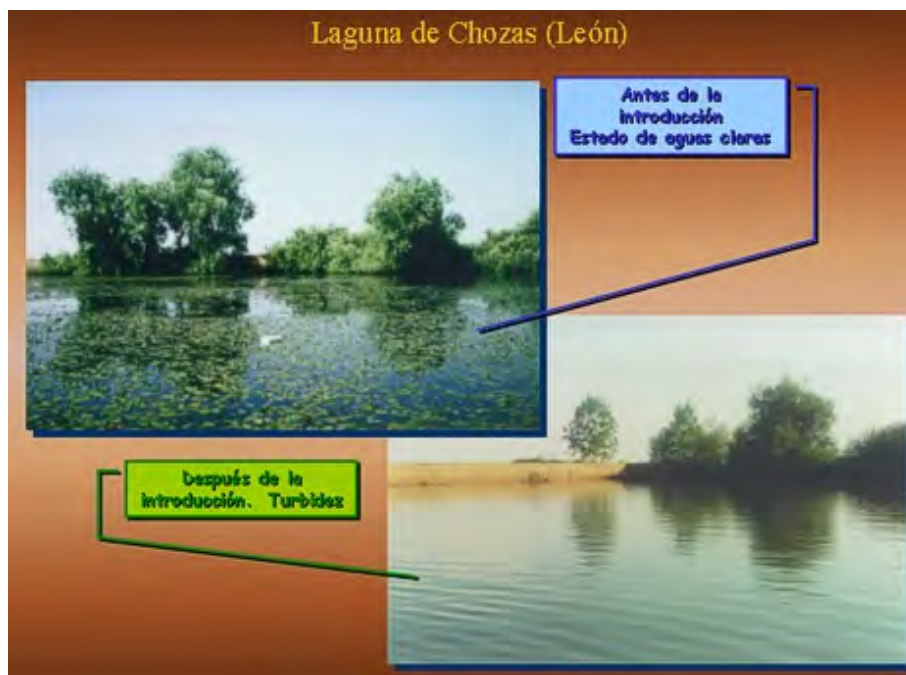 Laguna de Chozas (León)
Antes de la
introducción
Estado de aguas claras
Después de la
introducción. Turbidez